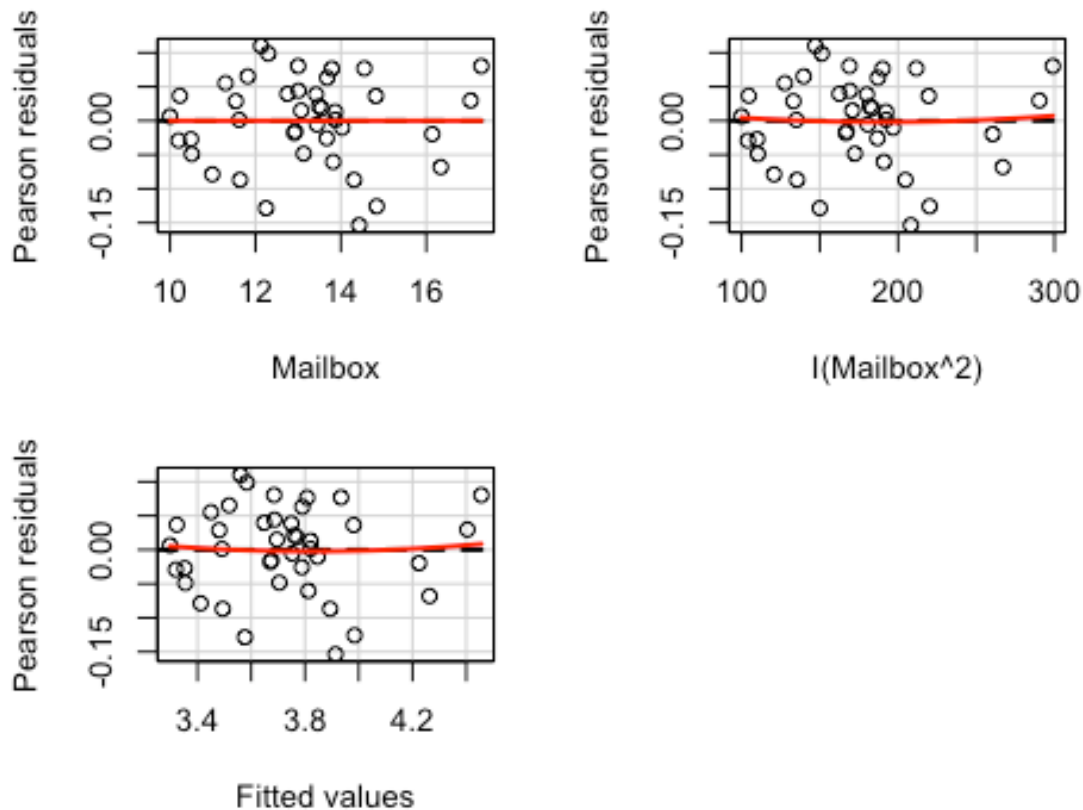 Pearson residuals
0.00
-0.15
10 12 14 16
Mailbox
Pearson residuals
0.00
-0.15
100 200 300
I(Mailbox^2)
Pearson residuals
0.00
-0.15
3.4 3.8 4.2
Fitted values